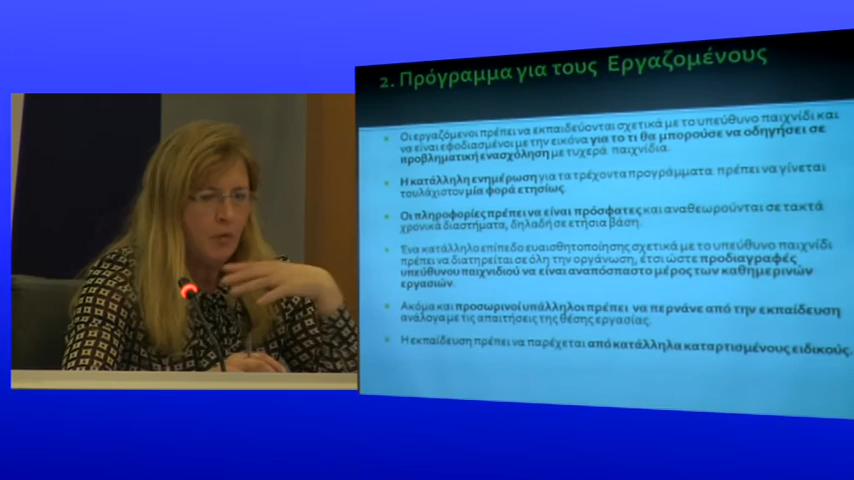 2. Πρόγραμμα για τους Εργαζομένους
Οι εργαζόμενοι πρέπει να εκπαιδεύονται σχετικά με το υπεύθυνο παιχνίδι και
να είναι εφοδιασμένοι με την εικόνα για το τι θα μπορούσε να οδηγήσει σε
προβληματική ενασχόληση με τυχερά παιχνίδια.
Η κατάλληλη ενημέρωση για τα τρέχοντα προγράμματα πρέπει να γίνεται
τουλάχιστον μία φορά ετησίως.
Οι πληροφορίες πρέπει να είναι πρόσφατες και αναθεωρούνται σε τακτά
χρονικά διαστήματα, δηλαδή σε ετήσια βάση.
Ένα κατάλληλο επίπεδο ευαισθητοποίησης σχετικά με το υπεύθυνο παιχνίδι
πρέπει να διατηρείται σε όλη την οργάνωση, έτσι ώστε προδιαγραφές
υπεύθυνου παιχνιδιού να είναι αναπόσπαστο μέρος των καθημερινών
εργασιών.
Ακόμα και προσωρινοί υπάλληλοι πρέπει να περνάνε από την εκπαίδευση
ανάλογα με τις απαιτήσεις της θέσης εργασίας.
Η εκπαίδευση πρέπει να παρέχεται από κατάλληλα καταρτισμένους ειδικούς.